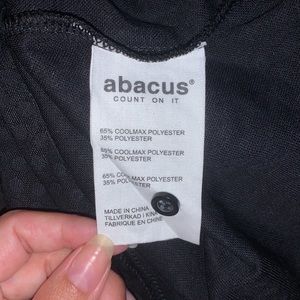 abacus®
COUNT ON IT
65% COOLMAX POLYESTER
35% POLYESTER
65% COOLMAX POLYESTER
35% POLYESTER
65% COOLMAX POLYESTER
35% POLYESTER
MADE IN CHINA
TILLVERKAD I KINA
FABRIQUE EN CHINE